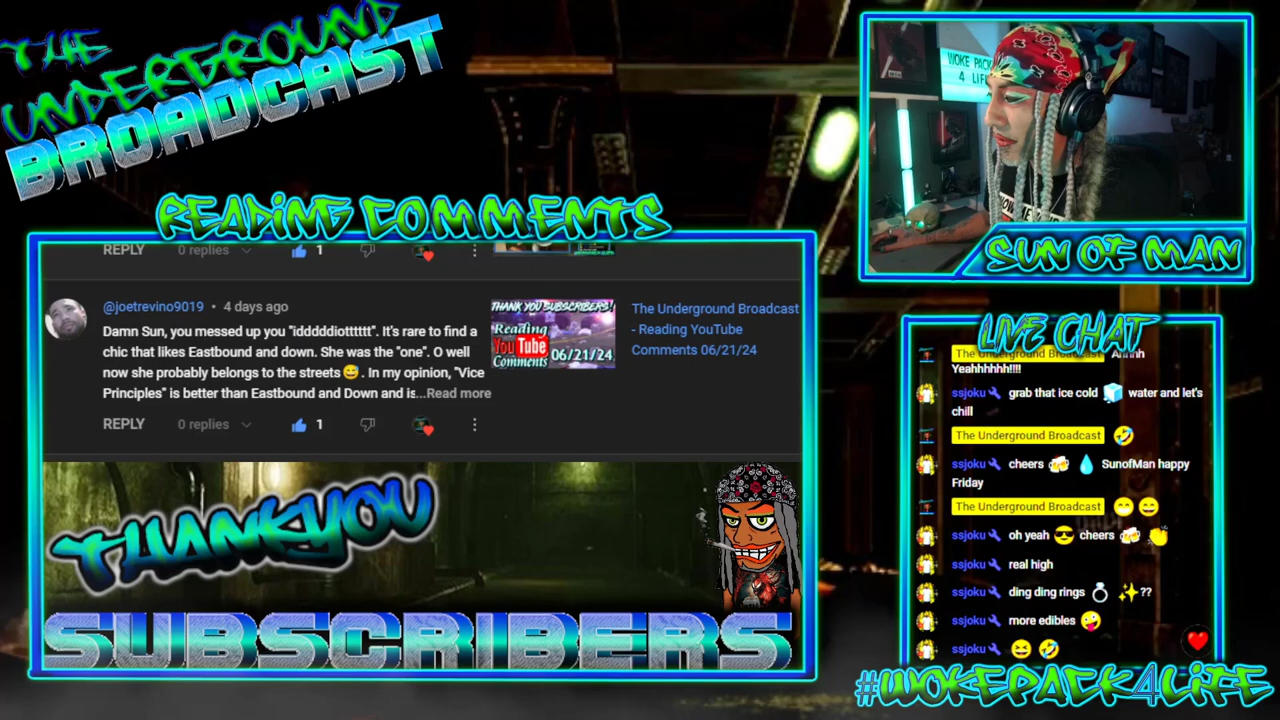 THE
UNDERGROUND
BROADCAST
READING COMMENTS
REPLY 0 replies 1
@joetrevino9019 • 4 days ago
Damn Sun, you messed up you "idddddiotttttt". It's rare to find a
chic that likes Eastbound and down. She was the "one". O well
now she probably belongs to the streets😅. In my opinion, "Vice
Principles" is better than Eastbound and Down and is...Read more
REPLY 0 replies 1
THANK YOU SUBSCRIBERS!
Reading
YouTube
Comments
06/21/24
The Underground Broadcast
- Reading YouTube
Comments 06/21/24
THANKYOU
SUBSCRIBERS
WOKE PACK
4 LIFE
SUN OF MAN
LIVE CHAT
The Underground Broadcast Ahhhh
Yeahhhhhh!!!!
ssjoku grab that ice cold 🧊 water and let's
chill
The Underground Broadcast 🤣
ssjoku cheers 🍻 💧 SunofMan happy
Friday
The Underground Broadcast 😁 😄
ssjoku oh yeah 😎 cheers 🍻 👏
ssjoku real high
ssjoku ding ding rings 💍 ✨??
ssjoku more edibles 🤪
ssjoku 😆 🤣
#WOKEPACK4LIFE